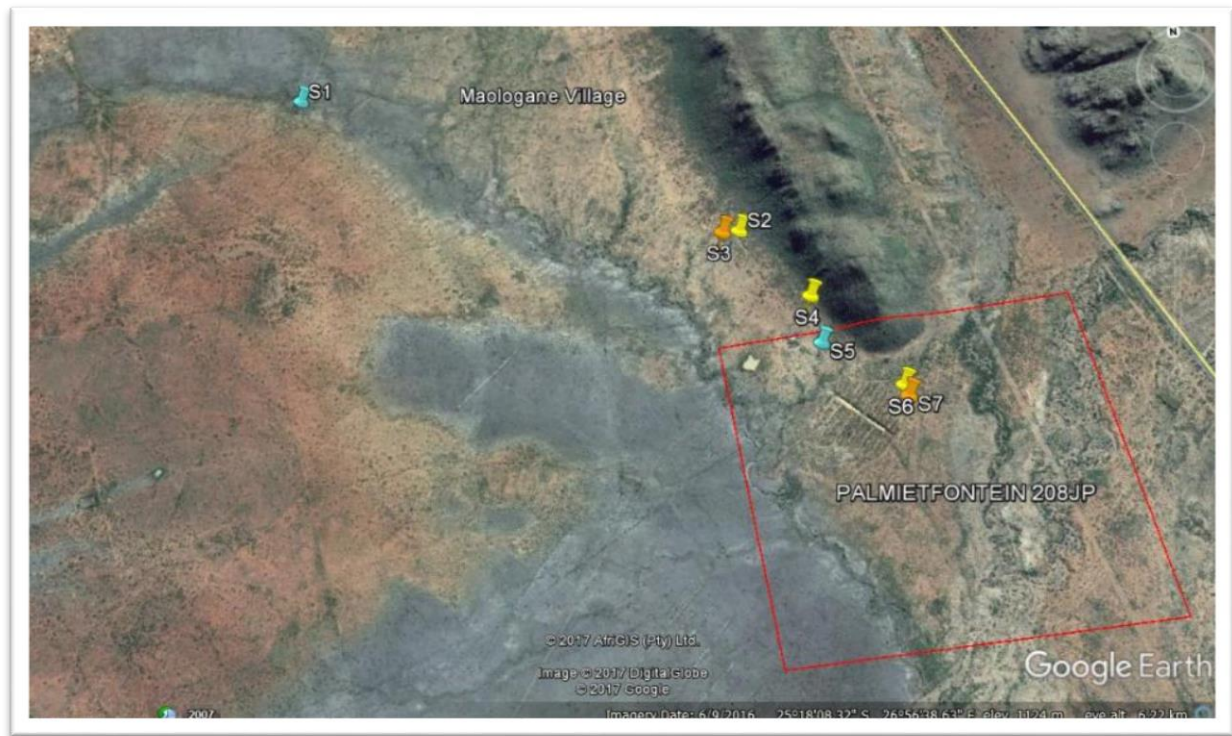 N
S1
Maologane Village
S2
S3
S4
S5
S6 S7
PALMIETFONTEIN 208JP
© 2017 AfriGIS (Pty) Ltd.
Image © 2017 DigitalGlobe
© 2017 Google
Google Earth
2007
Imagery Date: 6/9/2016 25°18'08.32" S 26°56'38.63" E elev 1124 m eye alt 6.22 km